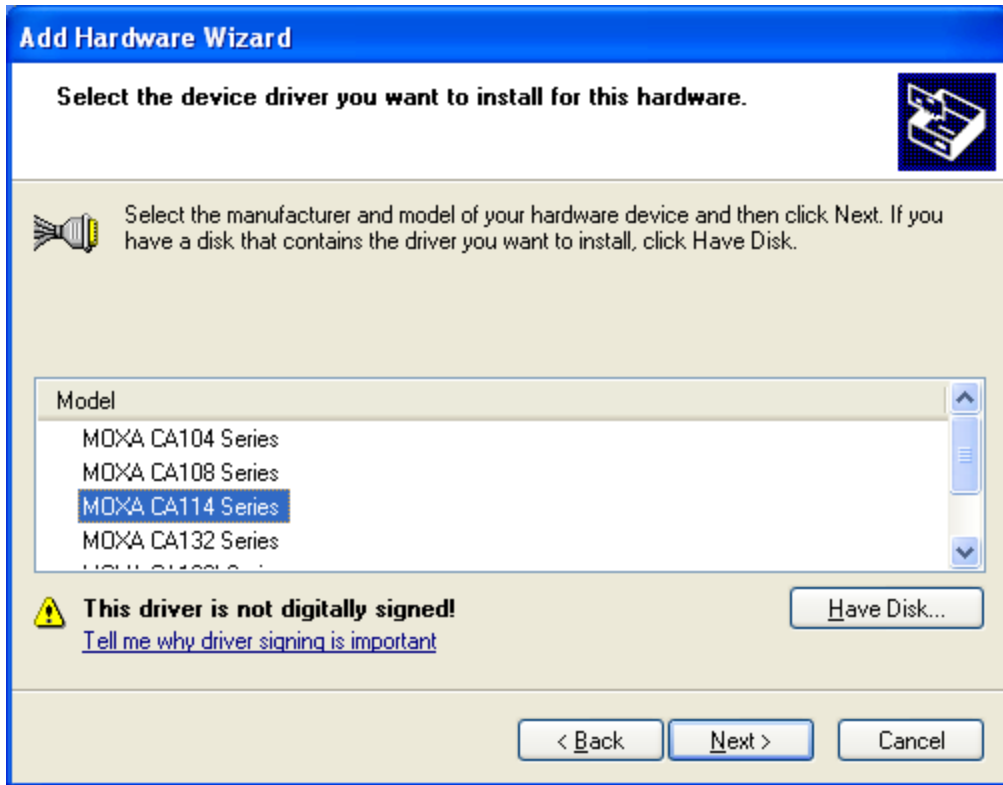 Add Hardware Wizard
Select the device driver you want to install for this hardware.
Select the manufacturer and model of your hardware device and then click Next. If you
have a disk that contains the driver you want to install, click Have Disk.
Model
MOXA CA104 Series
MOXA CA108 Series
MOXA CA114 Series
MOXA CA132 Series
This driver is not digitally signed!
Have Disk...
Tell me why driver signing is important
< Back
Next >
Cancel